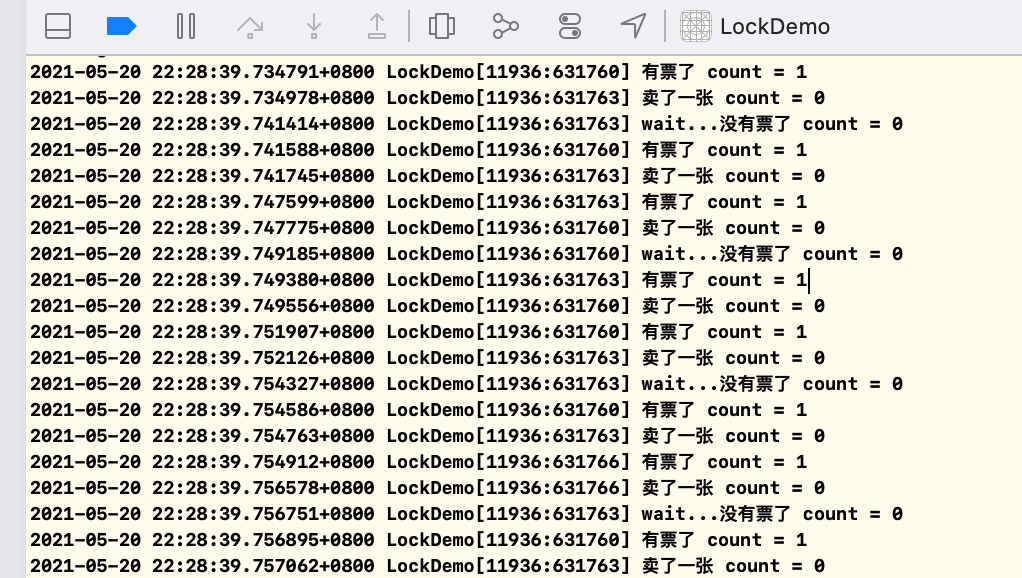 LockDemo
2021-05-20 22:28:39.734791+0800 LockDemo[11936:631760] 有票了 count = 1
2021-05-20 22:28:39.734978+0800 LockDemo[11936:631763] 卖了一张 count = 0
2021-05-20 22:28:39.741414+0800 LockDemo[11936:631763] wait...没有票了 count = 0
2021-05-20 22:28:39.741588+0800 LockDemo[11936:631760] 有票了 count = 1
2021-05-20 22:28:39.741745+0800 LockDemo[11936:631763] 卖了一张 count = 0
2021-05-20 22:28:39.747599+0800 LockDemo[11936:631763] 有票了 count = 1
2021-05-20 22:28:39.747775+0800 LockDemo[11936:631760] 卖了一张 count = 0
2021-05-20 22:28:39.749185+0800 LockDemo[11936:631760] wait...没有票了 count = 0
2021-05-20 22:28:39.749380+0800 LockDemo[11936:631763] 有票了 count = 1
2021-05-20 22:28:39.749556+0800 LockDemo[11936:631760] 卖了一张 count = 0
2021-05-20 22:28:39.751907+0800 LockDemo[11936:631760] 有票了 count = 1
2021-05-20 22:28:39.752126+0800 LockDemo[11936:631763] 卖了一张 count = 0
2021-05-20 22:28:39.754327+0800 LockDemo[11936:631763] wait...没有票了 count = 0
2021-05-20 22:28:39.754586+0800 LockDemo[11936:631760] 有票了 count = 1
2021-05-20 22:28:39.754763+0800 LockDemo[11936:631763] 卖了一张 count = 0
2021-05-20 22:28:39.754912+0800 LockDemo[11936:631766] 有票了 count = 1
2021-05-20 22:28:39.756578+0800 LockDemo[11936:631766] 卖了一张 count = 0
2021-05-20 22:28:39.756751+0800 LockDemo[11936:631763] wait...没有票了 count = 0
2021-05-20 22:28:39.756895+0800 LockDemo[11936:631760] 有票了 count = 1
2021-05-20 22:28:39.757062+0800 LockDemo[11936:631763] 卖了一张 count = 0